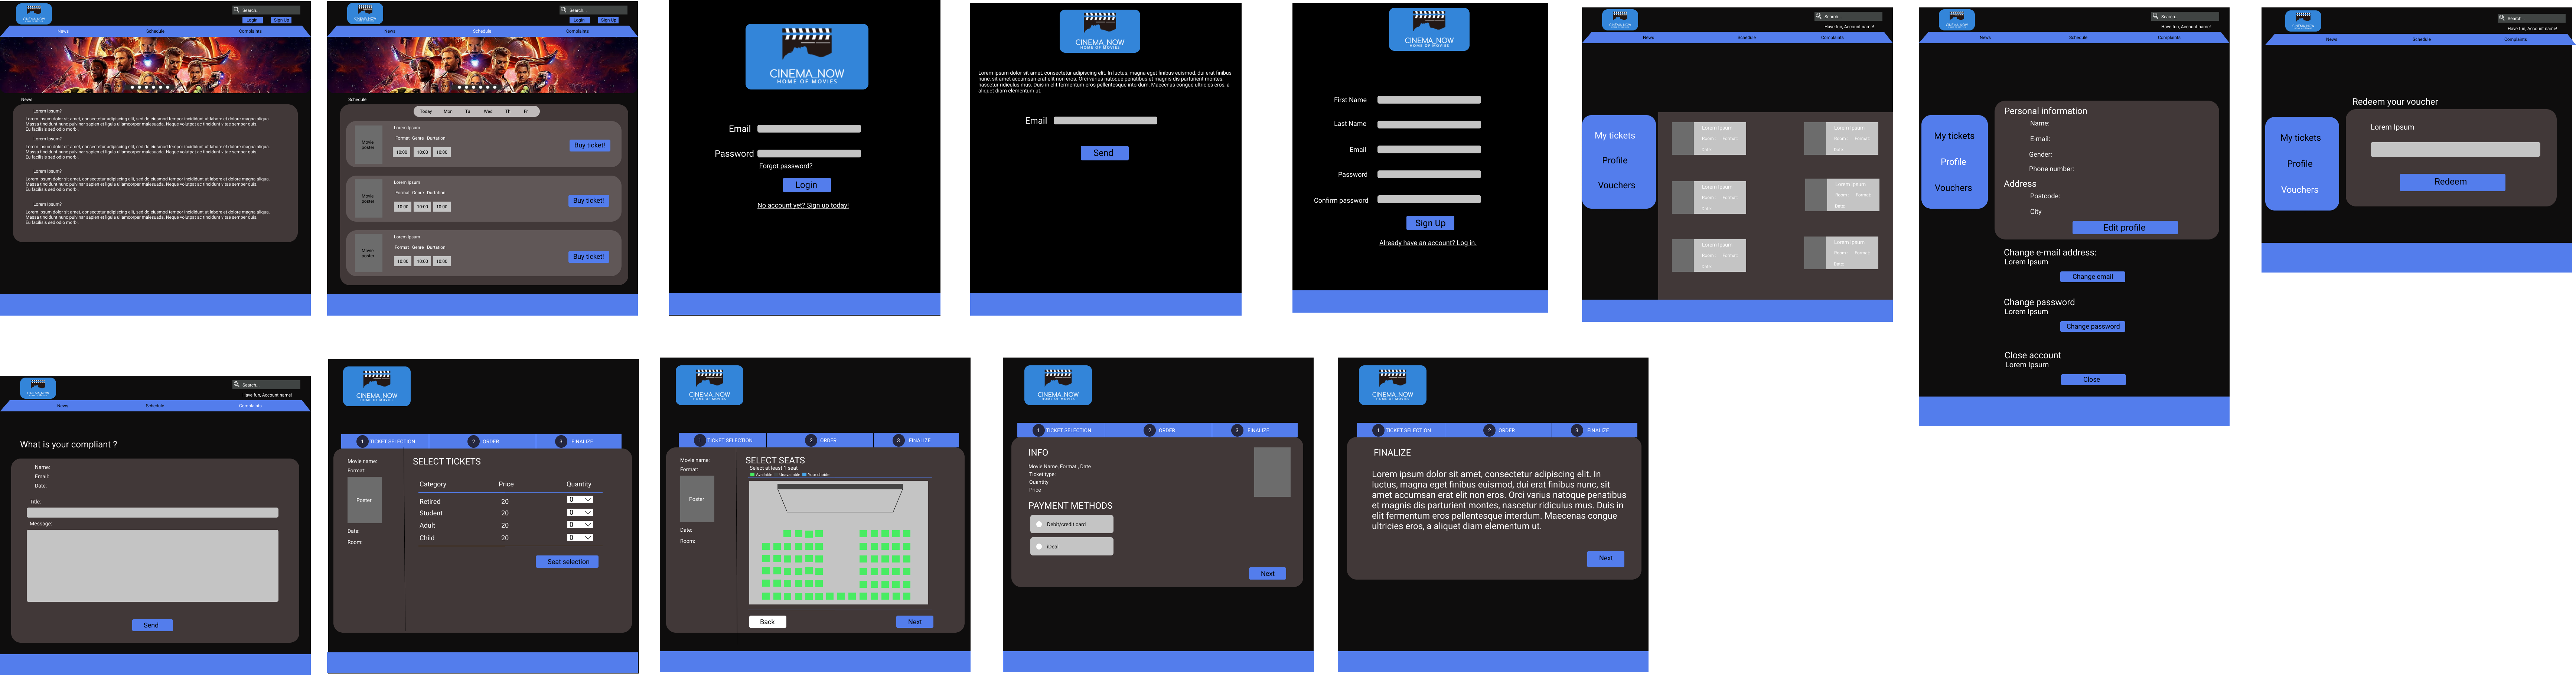 CINEMA_NOW
HOME OF MOVIES
Search...
Login Sign Up
News Schedule Complaints
News
Lorem Ipsum?
Lorem ipsum dolor sit amet, consectetur adipiscing elit, sed do eiusmod tempor incididunt ut labore et dolore magna aliqua.
Massa tincidunt nunc pulvinar sapien et ligula ullamcorper malesuada. Neque volutpat ac tincidunt vitae semper quis.
Eu facilisis sed odio morbi.
Lorem Ipsum?
Lorem ipsum dolor sit amet, consectetur adipiscing elit, sed do eiusmod tempor incididunt ut labore et dolore magna aliqua.
Massa tincidunt nunc pulvinar sapien et ligula ullamcorper malesuada. Neque volutpat ac tincidunt vitae semper quis.
Eu facilisis sed odio morbi.
Lorem Ipsum?
Lorem ipsum dolor sit amet, consectetur adipiscing elit, sed do eiusmod tempor incididunt ut labore et dolore magna aliqua.
Massa tincidunt nunc pulvinar sapien et ligula ullamcorper malesuada. Neque volutpat ac tincidunt vitae semper quis.
Eu facilisis sed odio morbi.
Lorem Ipsum?
Lorem ipsum dolor sit amet, consectetur adipiscing elit, sed do eiusmod tempor incididunt ut labore et dolore magna aliqua.
Massa tincidunt nunc pulvinar sapien et ligula ullamcorper malesuada. Neque volutpat ac tincidunt vitae semper quis.
Eu facilisis sed odio morbi.
CINEMA_NOW
HOME OF MOVIES
Search...
Login Sign Up
News Schedule Complaints
Schedule
Today Mon Tu Wed Th Fr
Lorem Ipsum
Movie poster
Format Genre Durtation
10:00 10:00 10:00
Buy ticket!
Lorem Ipsum
Movie poster
Format Genre Durtation
10:00 10:00 10:00
Buy ticket!
Lorem Ipsum
Movie poster
Format Genre Durtation
10:00 10:00 10:00
Buy ticket!
CINEMA_NOW
HOME OF MOVIES
Email
Password
Forgot password?
Login
No account yet? Sign up today!
CINEMA_NOW
HOME OF MOVIES
Lorem ipsum dolor sit amet, consectetur adipiscing elit. In luctus, magna eget finibus euismod, dui erat finibus
nunc, sit amet accumsan erat elit non eros. Orci varius natoque penatibus et magnis dis parturient montes,
nascetur ridiculus mus. Duis in elit fermentum eros pellentesque interdum. Maecenas congue ultricies eros, a
aliquet diam elementum ut.
Email
Send
CINEMA_NOW
HOME OF MOVIES
First Name
Last Name
Email
Password
Confirm password
Sign Up
Already have an account? Log in.
CINEMA_NOW
HOME OF MOVIES
Search...
Have fun, Account name!
News Schedule Complaints
My tickets
Profile
Vouchers
Lorem Ipsum
Room: Format:
Date:
Lorem Ipsum
Room: Format:
Date:
Lorem Ipsum
Room: Format:
Date:
Lorem Ipsum
Room: Format:
Date:
Lorem Ipsum
Room: Format:
Date:
Lorem Ipsum
Room: Format:
Date:
CINEMA_NOW
HOME OF MOVIES
Search...
Have fun, Account name!
News Schedule Complaints
My tickets
Profile
Vouchers
Personal information
Name:
E-mail:
Gender:
Phone number:
Address
Postcode:
City
Edit profile
Change e-mail address:
Lorem Ipsum
Change email
Change password
Lorem Ipsum
Change password
Close account
Lorem Ipsum
Close
CINEMA_NOW
HOME OF MOVIES
Search...
Have fun, Account name!
News Schedule Complaints
My tickets
Profile
Vouchers
Redeem your voucher
Lorem Ipsum
Redeem
CINEMA_NOW
HOME OF MOVIES
Search...
Have fun, Account name!
News Schedule Complaints
What is your compliant ?
Name:
Email:
Date:
Title:
Message:
Send
CINEMA_NOW
HOME OF MOVIES
1 TICKET SELECTION 2 ORDER 3 FINALIZE
Movie name:
Format:
Poster
Date:
Room:
SELECT TICKETS
Category Price Quantity
Retired 20 0
Student 20 0
Adult 20 0
Child 20 0
Seat selection
CINEMA_NOW
HOME OF MOVIES
1 TICKET SELECTION 2 ORDER 3 FINALIZE
Movie name:
Format:
Poster
Date:
Room:
SELECT SEATS
Select at least 1 seat
Available Unavailable Your choide
Back Next
CINEMA_NOW
HOME OF MOVIES
1 TICKET SELECTION 2 ORDER 3 FINALIZE
INFO
Movie Name, Format , Date
Ticket type:
Quantity
Price
PAYMENT METHODS
Debit/credit card
iDeal
Next
CINEMA_NOW
HOME OF MOVIES
1 TICKET SELECTION 2 ORDER 3 FINALIZE
FINALIZE
Lorem ipsum dolor sit amet, consectetur adipiscing elit. In
luctus, magna eget finibus euismod, dui erat finibus nunc, sit
amet accumsan erat elit non eros. Orci varius natoque penatibus
et magnis dis parturient montes, nascetur ridiculus mus. Duis in
elit fermentum eros pellentesque interdum. Maecenas congue
ultricies eros, a aliquet diam elementum ut.
Next